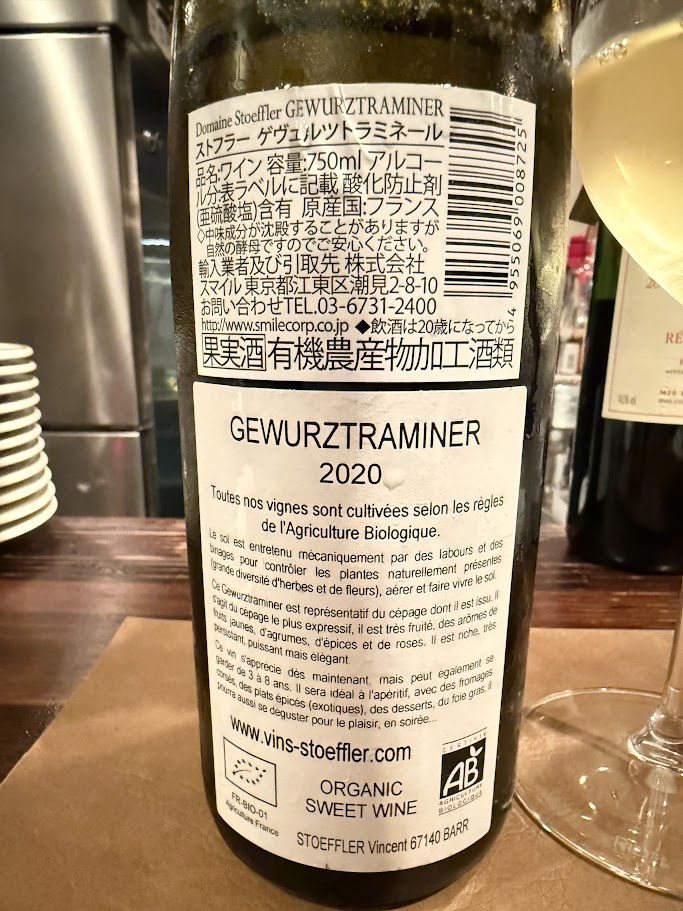 Domaine Stoeffler GEWURZTRAMINER
ストフラー ゲヴュルツトラミネール
品名:ワイン 容量:750ml アルコー
ル分:表ラベルに記載 酸化防止剤
(亜硫酸塩)含有 原産国:フランス
◇中味成分が沈殿することがありますが
自然の酵母ですのでご安心ください。
輸入業者及び引取先 株式会社
スマイル 東京都江東区潮見2-8-10
お問い合わせTEL.03-6731-2400
http://www.smilecorp.co.jp ◆飲酒は20歳になってから
果実酒 有機農産物加工酒類
4 955069 008725
GEWURZTRAMINER
2020
Toutes nos vignes sont cultivées selon les règles
de l'Agriculture Biologique.
Le sol est entretenu mécaniquement par des labours et des
binages pour contrôler les plantes naturellement présentes
(grande diversité d'herbes et de fleurs), aérer et faire vivre le sol.
Ce Gewurztraminer est représentatif du cépage dont il est issu. Il
s'agit du cépage le plus expressif, il est très fruité, des arômes de
fruits jaunes, d'agrumes, d'épices et de roses. Il est riche, très
persistant, puissant mais élégant.
Ce vin s'apprécie dès maintenant, mais peut également se
garder de 3 à 8 ans. Il sera idéal à l'apéritif, avec des fromages
corsés, des plats épicés (exotiques), des desserts, du foie gras, il
pourra aussi se déguster pour le plaisir, en soirée...
www.vins-stoeffler.com
FR-BIO-01
Agriculture France
ORGANIC
SWEET WINE
CERTIFIÉ
AB
AGRICULTURE
BIOLOGIQUE
STOEFFLER Vincent 67140 BARR
20
RÉ